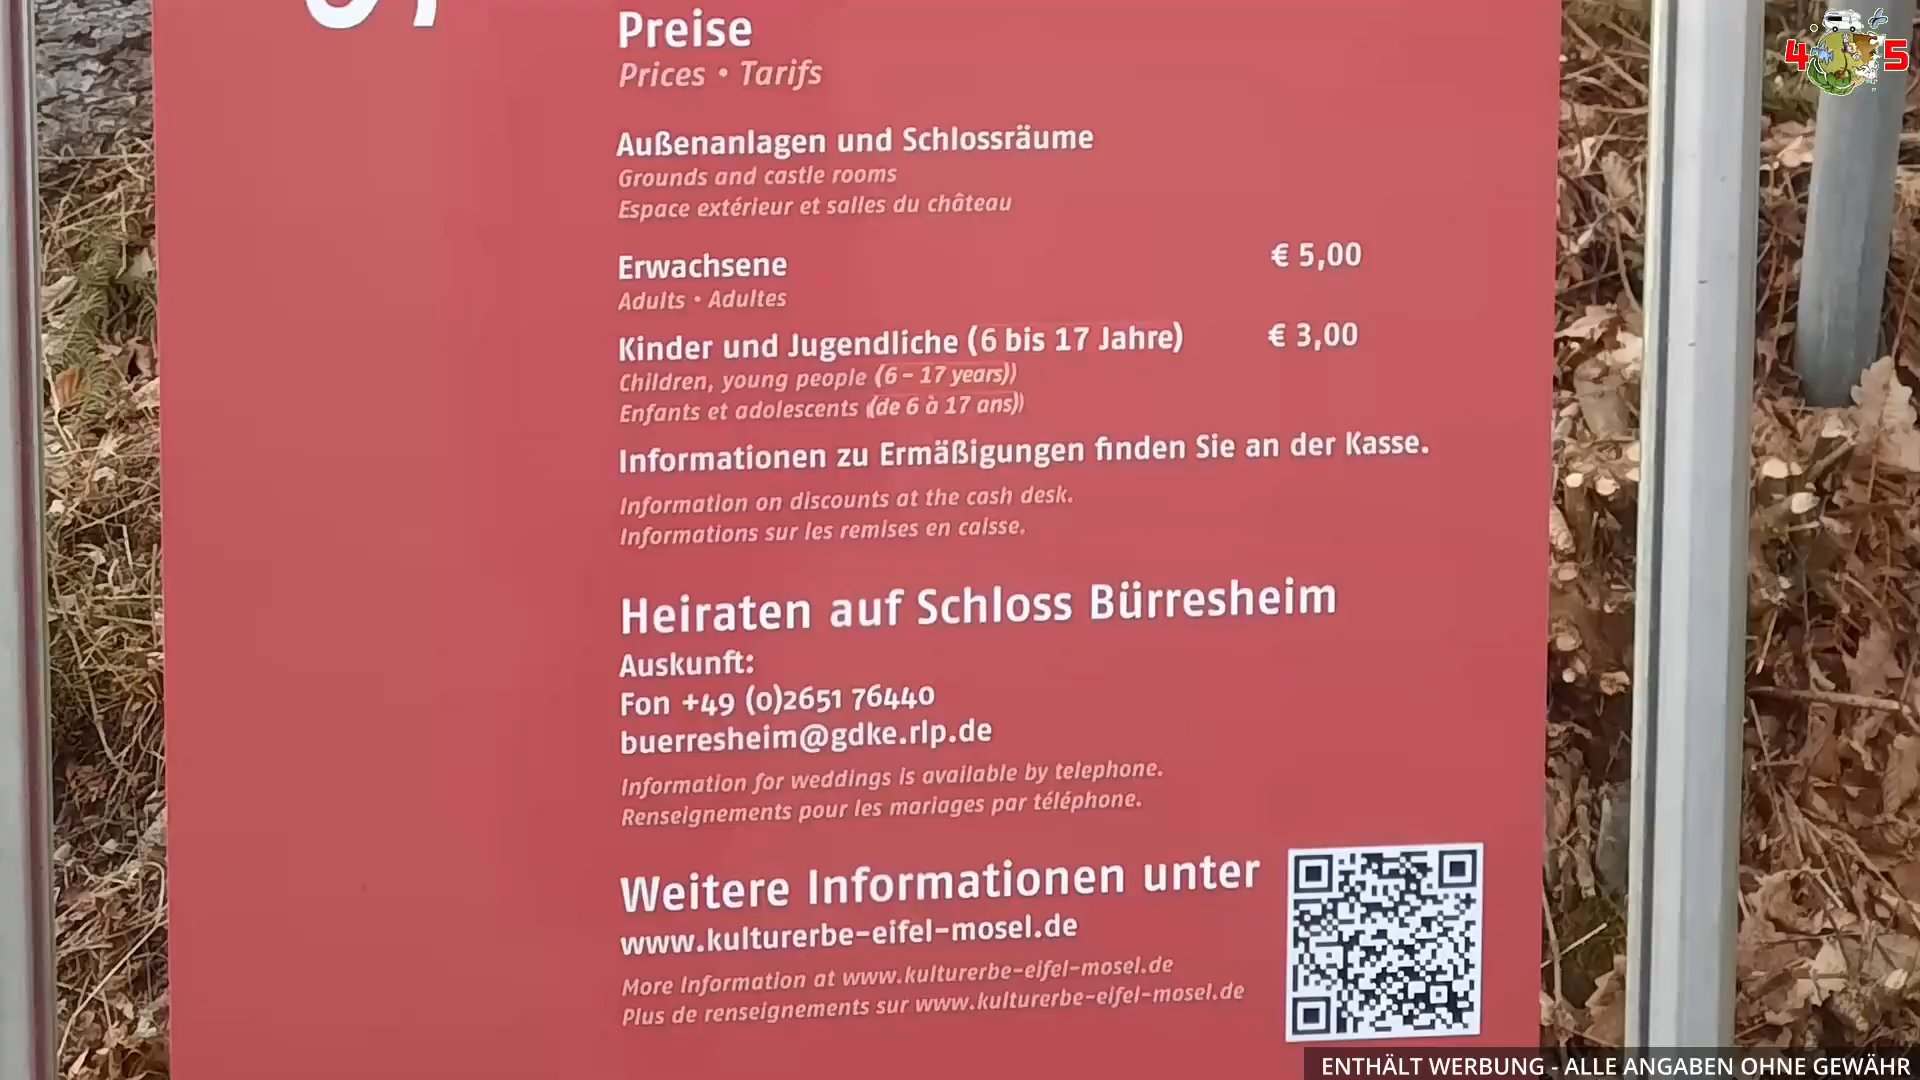 Preise
Prices • Tarifs
Außenanlagen und Schlossräume
Grounds and castle rooms
Espace extérieur et salles du château
Erwachsene € 5,00
Adults • Adultes
Kinder und Jugendliche (6 bis 17 Jahre) € 3,00
Children, young people (6 – 17 years))
Enfants et adolescents (de 6 à 17 ans))
Informationen zu Ermäßigungen finden Sie an der Kasse.
Information on discounts at the cash desk.
Informations sur les remises en caisse.
Heiraten auf Schloss Bürresheim
Auskunft:
Fon +49 (0)2651 76440
buerresheim@gdke.rlp.de
Information for weddings is available by telephone.
Renseignements pour les mariages par téléphone.
Weitere Informationen unter
www.kulturerbe-eifel-mosel.de
More Information at www.kulturerbe-eifel-mosel.de
Plus de renseignements sur www.kulturerbe-eifel-mosel.de
4 5
ENTHÄLT WERBUNG - ALLE ANGABEN OHNE GEWÄHR